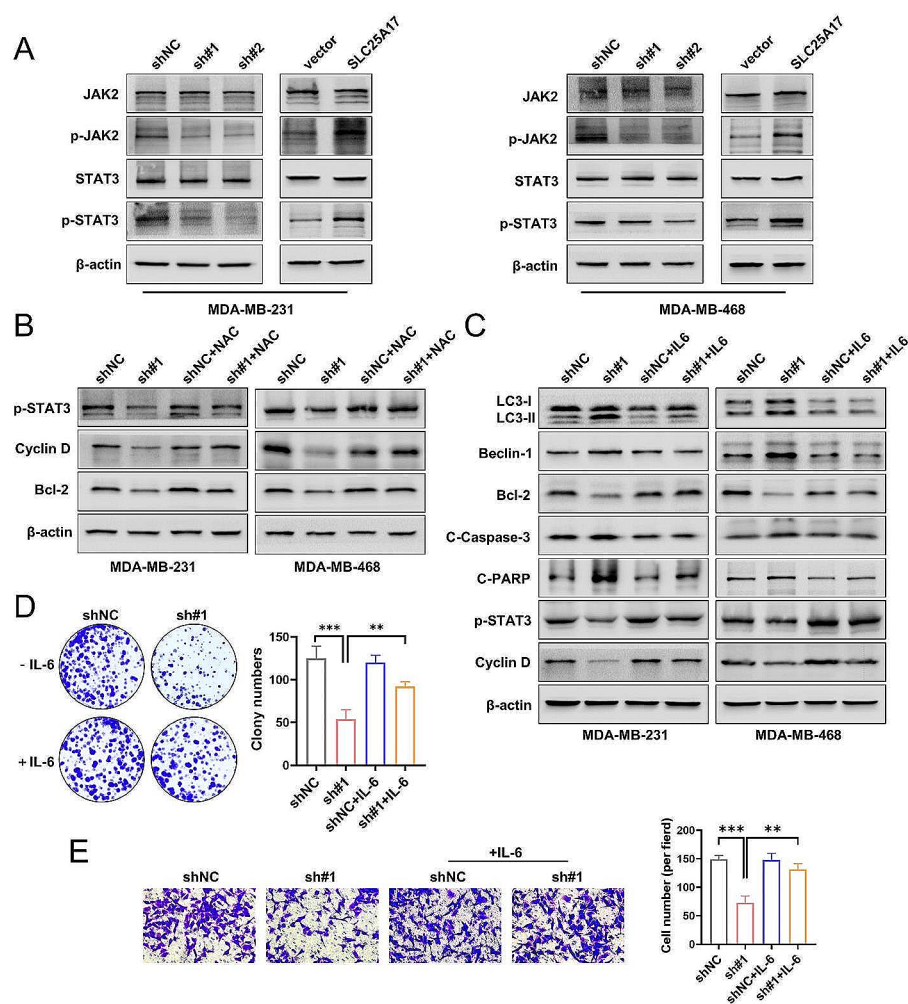 A
shNC sh#1 sh#2 vector SLC25A17
JAK2
p-JAK2
STAT3
p-STAT3
β-actin
MDA-MB-231
shNC sh#1 sh#2 vector SLC25A17
JAK2
p-JAK2
STAT3
p-STAT3
β-actin
MDA-MB-468
B
shNC sh#1 shNC+NAC sh#1+NAC shNC sh#1 shNC+NAC sh#1+NAC
p-STAT3
Cyclin D
Bcl-2
β-actin
MDA-MB-231 MDA-MB-468
C
shNC sh#1 shNC+IL6 sh#1+IL6 shNC sh#1 shNC+IL6 sh#1+IL6
LC3-I
LC3-II
Beclin-1
Bcl-2
C-Caspase-3
C-PARP
p-STAT3
Cyclin D
β-actin
MDA-MB-231 MDA-MB-468
D
shNC sh#1
- IL-6
+ IL-6
Clony numbers
150
100
50
0
*** **
shNC sh#1 shNC+IL-6 sh#1+IL-6
E
+IL-6
shNC sh#1 shNC sh#1
Cell number (per fierd)
200
150
100
50
0
*** **
shNC sh#1 shNC+IL-6 sh#1+IL-6